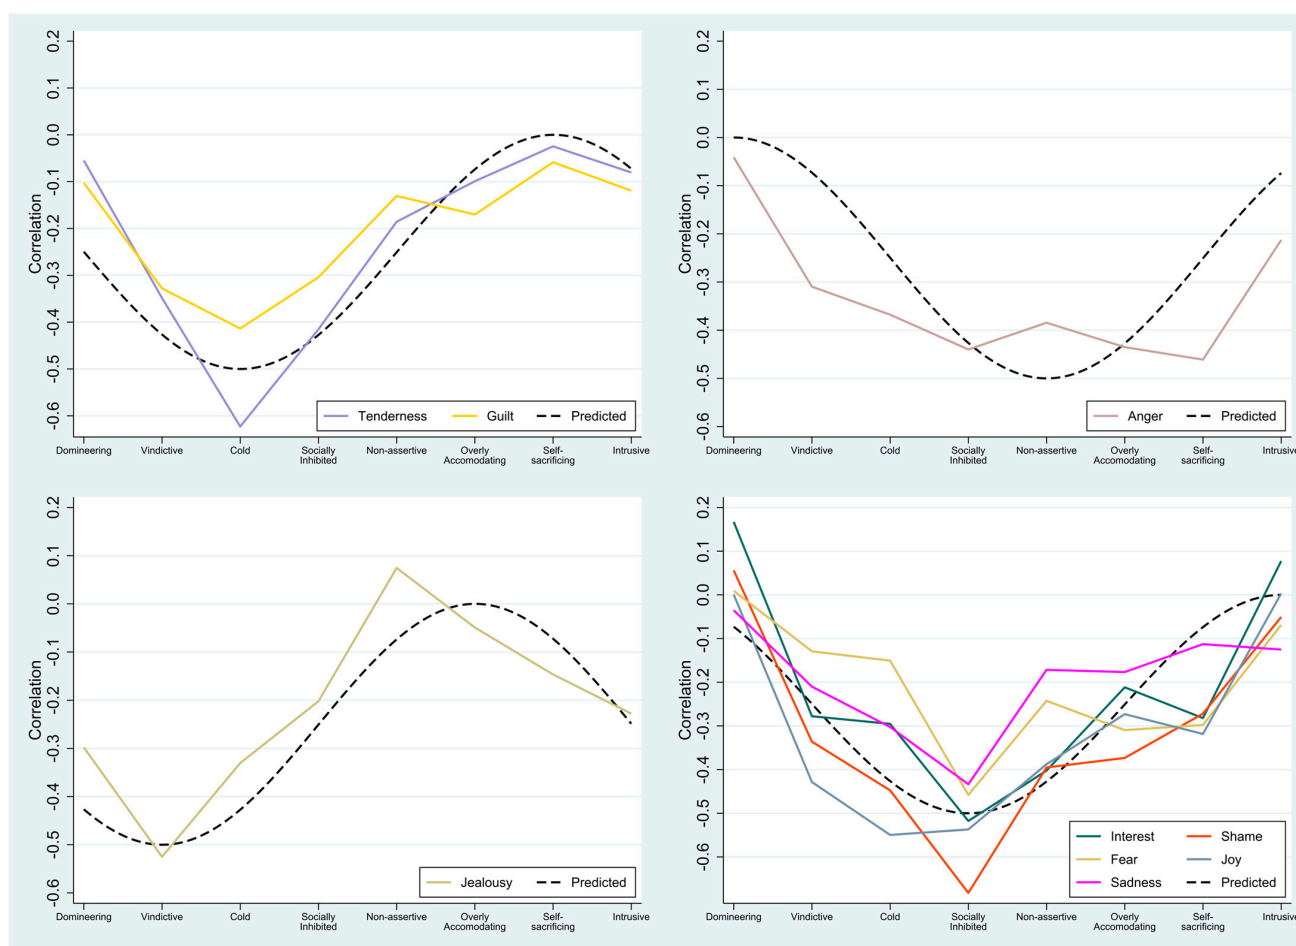 0.2
0.1
0.0
-0.1
-0.2
-0.3
-0.4
-0.5
-0.6
Correlation
Tenderness Guilt Predicted
Domineering Vindictive Cold Socially Inhibited Non-assertive Overly Accomodating Self-sacrificing Intrusive
0.2
0.1
0.0
-0.1
-0.2
-0.3
-0.4
-0.5
-0.6
Correlation
Anger Predicted
Domineering Vindictive Cold Socially Inhibited Non-assertive Overly Accomodating Self-sacrificing Intrusive
0.2
0.1
0.0
-0.1
-0.2
-0.3
-0.4
-0.5
-0.6
Correlation
Jealousy Predicted
Domineering Vindictive Cold Socially Inhibited Non-assertive Overly Accomodating Self-sacrificing Intrusive
0.2
0.1
0.0
-0.1
-0.2
-0.3
-0.4
-0.5
-0.6
Correlation
Interest Shame
Fear Joy
Sadness Predicted
Domineering Vindictive Cold Socially Inhibited Non-assertive Overly Accomodating Self-sacrificing Intrusive